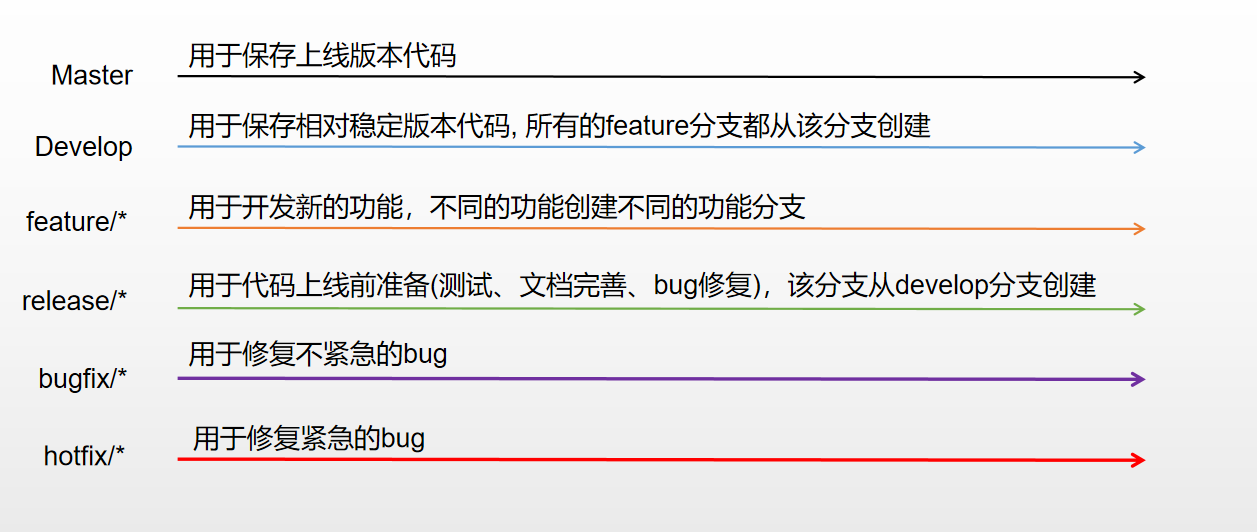 用于保存上线版本代码
Master
用于保存相对稳定版本代码, 所有的feature分支都从该分支创建
Develop
用于开发新的功能，不同的功能创建不同的功能分支
feature/*
用于代码上线前准备(测试、文档完善、bug修复)，该分支从develop分支创建
release/*
用于修复不紧急的bug
bugfix/*
用于修复紧急的bug
hotfix/*